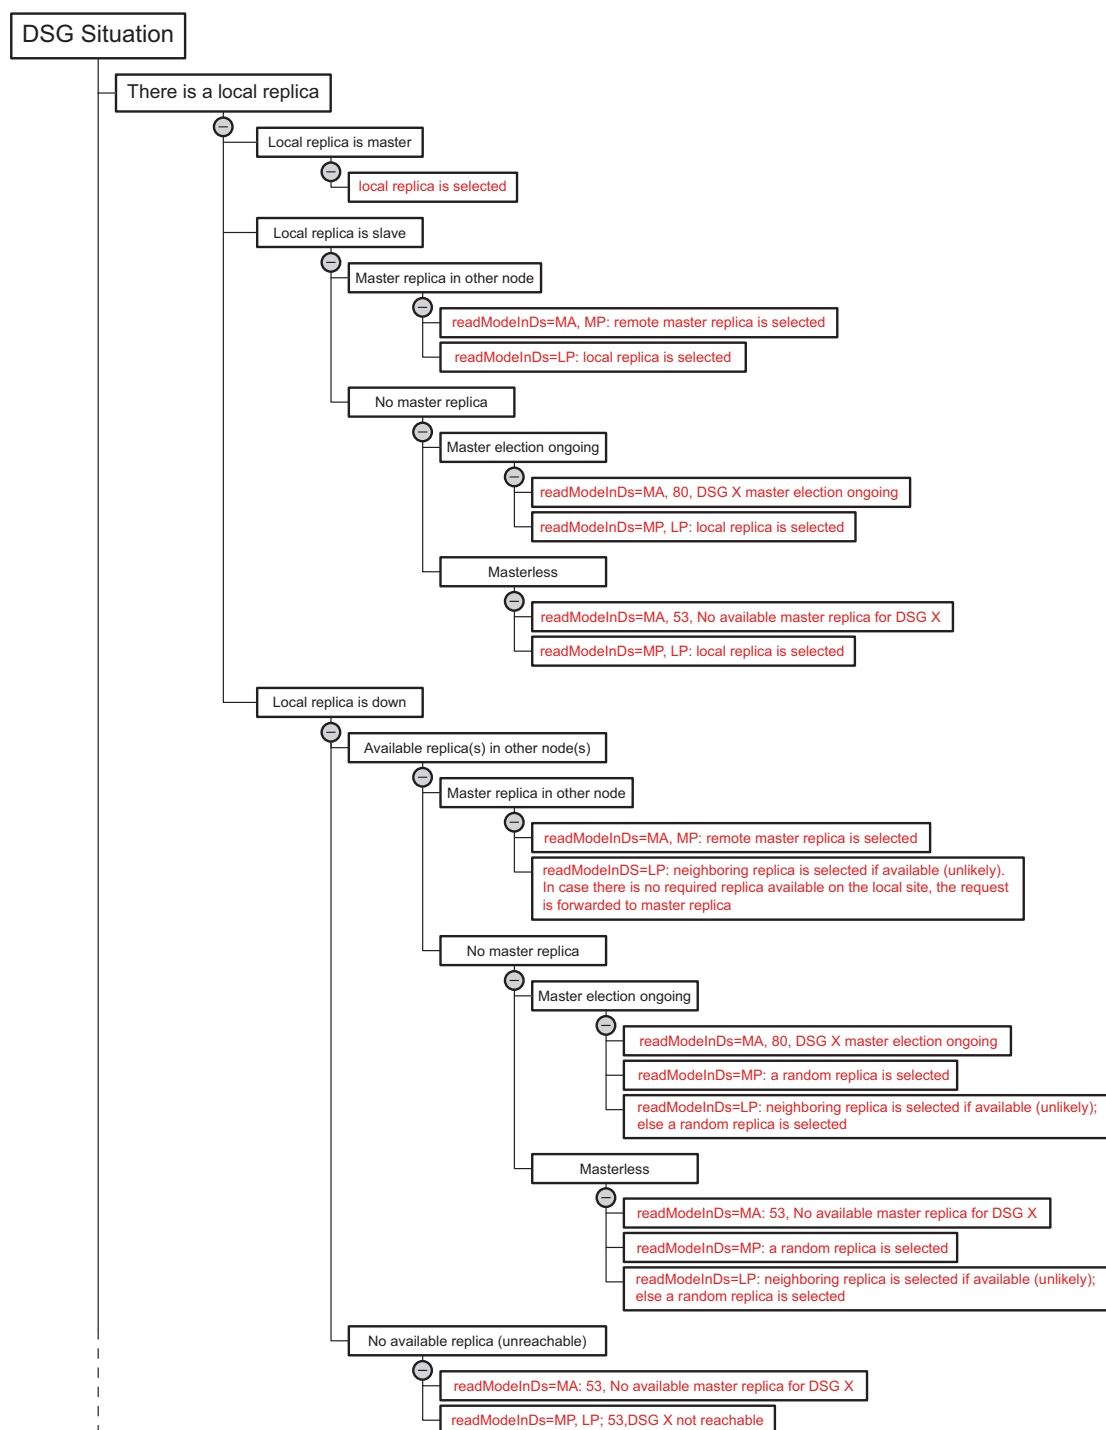 DSG Situation
There is a local replica
Local replica is master
local replica is selected
Local replica is slave
Master replica in other node
readModeInDs=MA, MP: remote master replica is selected
readModeInDs=LP: local replica is selected
No master replica
Master election ongoing
readModeInDs=MA, 80, DSG X master election ongoing
readModeInDs=MP, LP: local replica is selected
Masterless
readModeInDs=MA, 53, No available master replica for DSG X
readModeInDs=MP, LP: local replica is selected
Local replica is down
Available replica(s) in other node(s)
Master replica in other node
readModeInDs=MA, MP: remote master replica is selected
readModeInDS=LP: neighboring replica is selected if available (unlikely).
In case there is no required replica available on the local site, the request
is forwarded to master replica
No master replica
Master election ongoing
readModeInDs=MA, 80, DSG X master election ongoing
readModeInDs=MP: a random replica is selected
readModeInDs=LP: neighboring replica is selected if available (unlikely);
else a random replica is selected
Masterless
readModeInDs=MA: 53, No available master replica for DSG X
readModeInDs=MP: a random replica is selected
readModeInDs=LP: neighboring replica is selected if available (unlikely);
else a random replica is selected
No available replica (unreachable)
readModeInDs=MA: 53, No available master replica for DSG X
readModeInDs=MP, LP; 53,DSG X not reachable